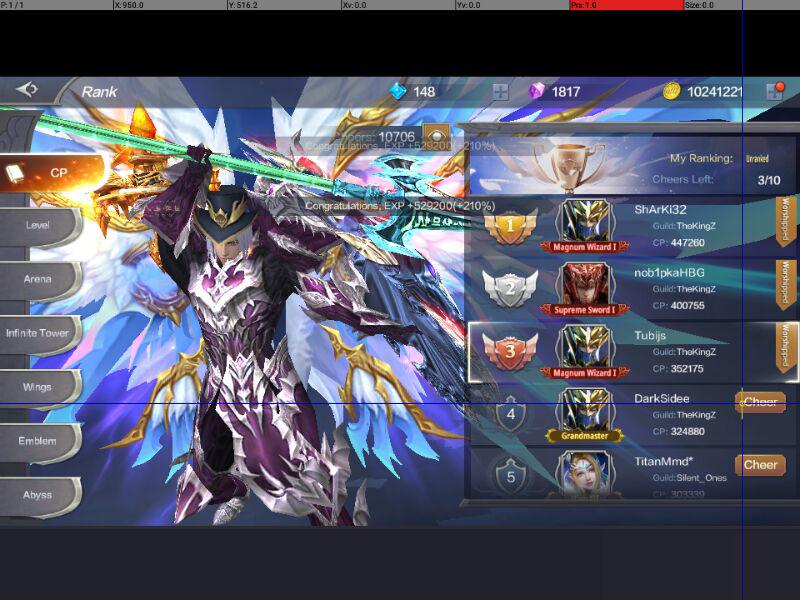 P: 1 / 1 X:950.0 Y: 516.2 Xv:0.0 Yv:0.0 Prs:1.0 Size:0.0
Rank 148 1817 10241221
10706
Congratulations, EXP +529200(+210%)
Congratulations, EXP +529200(+210%)
My Ranking: Unranked
Cheers Left: 3/10
CP
Level
Arena
Infinite Tower
Wings
Emblem
Abyss
1
ShArKi32
Guild:TheKingZ
CP: 447260
Magnum Wizard I
Worshipped
2
nob1pkaHBG
Guild:TheKingZ
CP: 400755
Supreme Sword I
Worshipped
3
Tubijs
Guild:TheKingZ
CP: 352175
Magnum Wizard I
Worshipped
4
DarkSidee
Guild:TheKingZ
CP: 324880
Grandmaster
Cheer
5
TitanMmd*
Guild:Silent_Ones
CP: 303339
Cheer